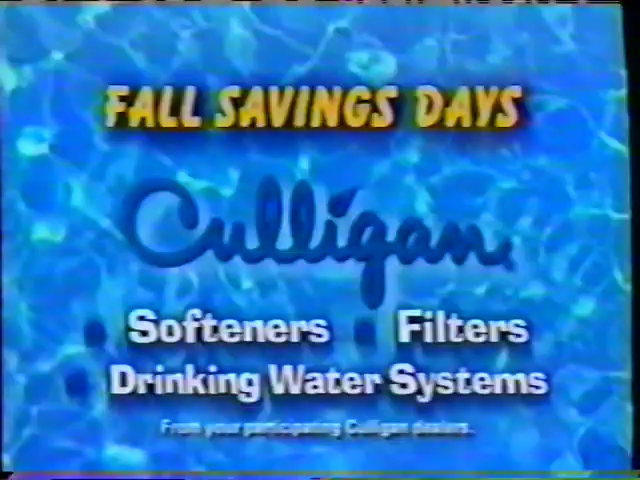 FALL SAVINGS DAYS
Culligan
• Softeners • Filters
• Drinking Water Systems
From your participating Culligan dealers.